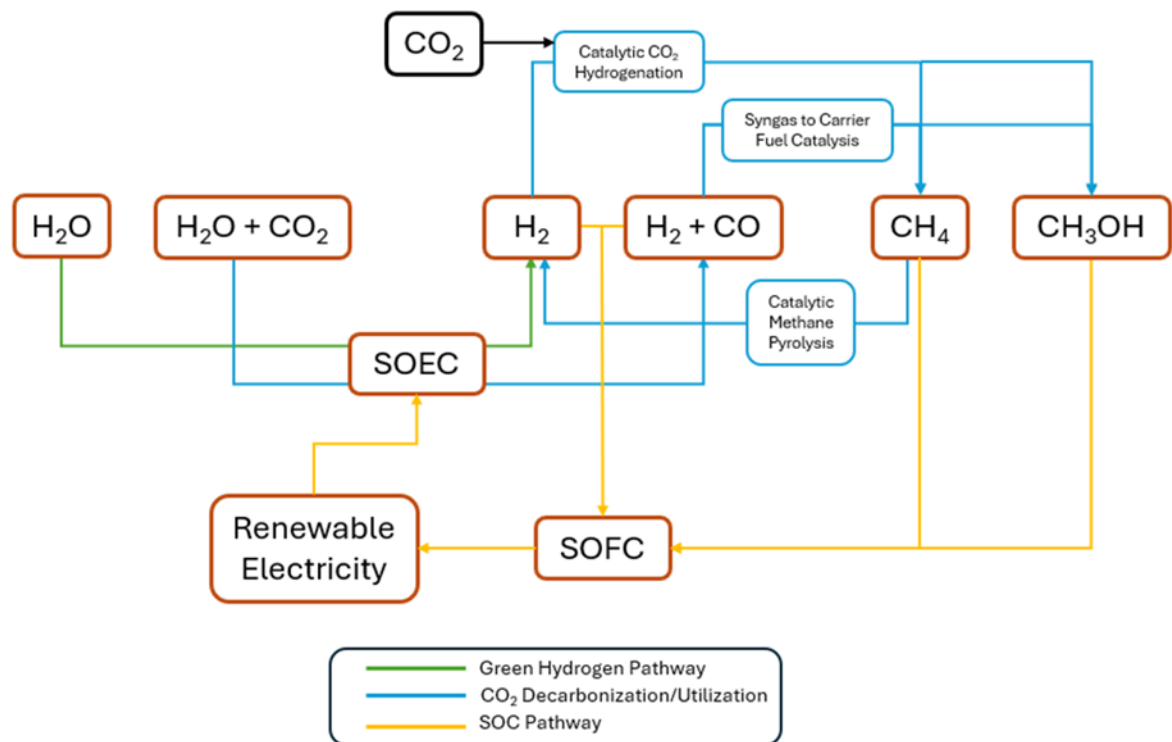 CO₂
Catalytic CO₂
Hydrogenation
Syngas to Carrier
Fuel Catalysis
H₂O
H₂O + CO₂
H₂
H₂ + CO
CH₄
CH₃OH
Catalytic
Methane
Pyrolysis
SOEC
Renewable
Electricity
SOFC
Green Hydrogen Pathway
CO₂ Decarbonization/Utilization
SOC Pathway